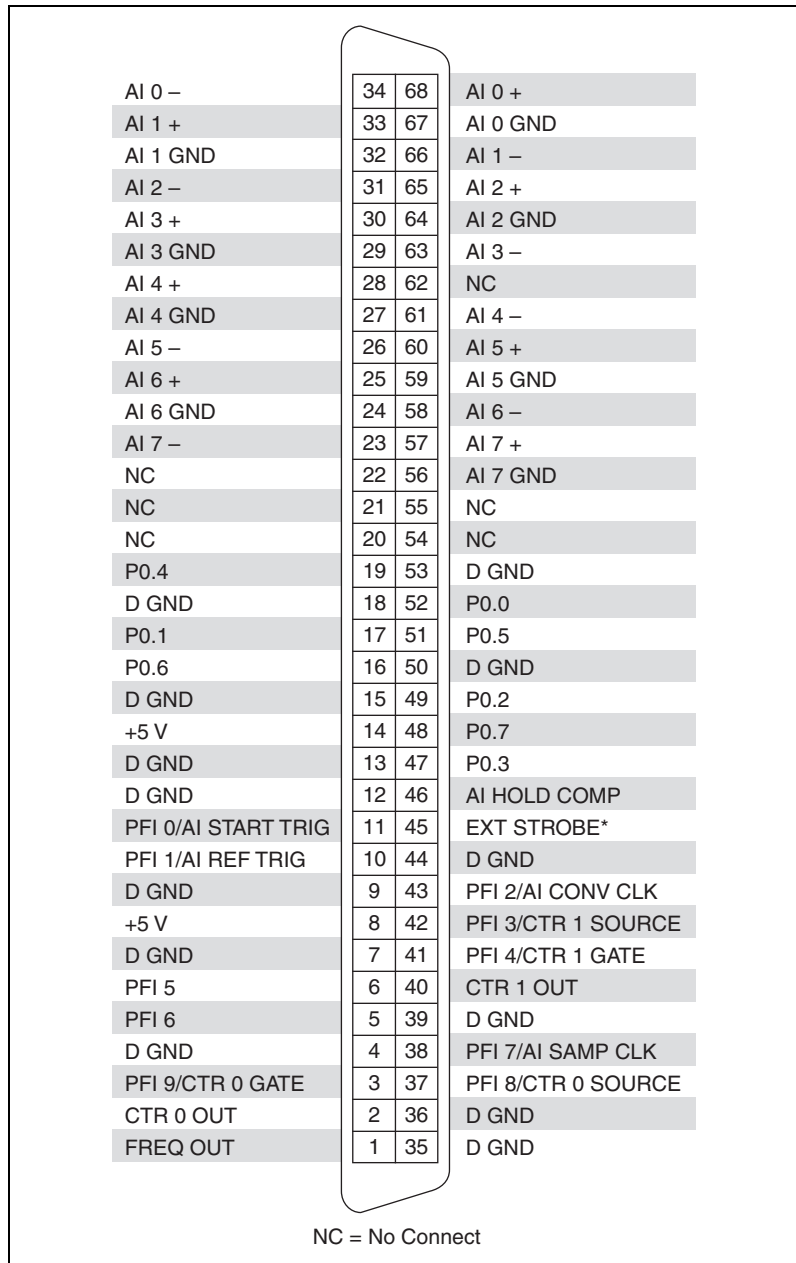 AI 0 – 34 68 AI 0 +
AI 1 + 33 67 AI 0 GND
AI 1 GND 32 66 AI 1 –
AI 2 – 31 65 AI 2 +
AI 3 + 30 64 AI 2 GND
AI 3 GND 29 63 AI 3 –
AI 4 + 28 62 NC
AI 4 GND 27 61 AI 4 –
AI 5 – 26 60 AI 5 +
AI 6 + 25 59 AI 5 GND
AI 6 GND 24 58 AI 6 –
AI 7 – 23 57 AI 7 +
NC 22 56 AI 7 GND
NC 21 55 NC
NC 20 54 NC
P0.4 19 53 D GND
D GND 18 52 P0.0
P0.1 17 51 P0.5
P0.6 16 50 D GND
D GND 15 49 P0.2
+5 V 14 48 P0.7
D GND 13 47 P0.3
D GND 12 46 AI HOLD COMP
PFI 0/AI START TRIG 11 45 EXT STROBE*
PFI 1/AI REF TRIG 10 44 D GND
D GND 9 43 PFI 2/AI CONV CLK
+5 V 8 42 PFI 3/CTR 1 SOURCE
D GND 7 41 PFI 4/CTR 1 GATE
PFI 5 6 40 CTR 1 OUT
PFI 6 5 39 D GND
D GND 4 38 PFI 7/AI SAMP CLK
PFI 9/CTR 0 GATE 3 37 PFI 8/CTR 0 SOURCE
CTR 0 OUT 2 36 D GND
FREQ OUT 1 35 D GND
NC = No Connect